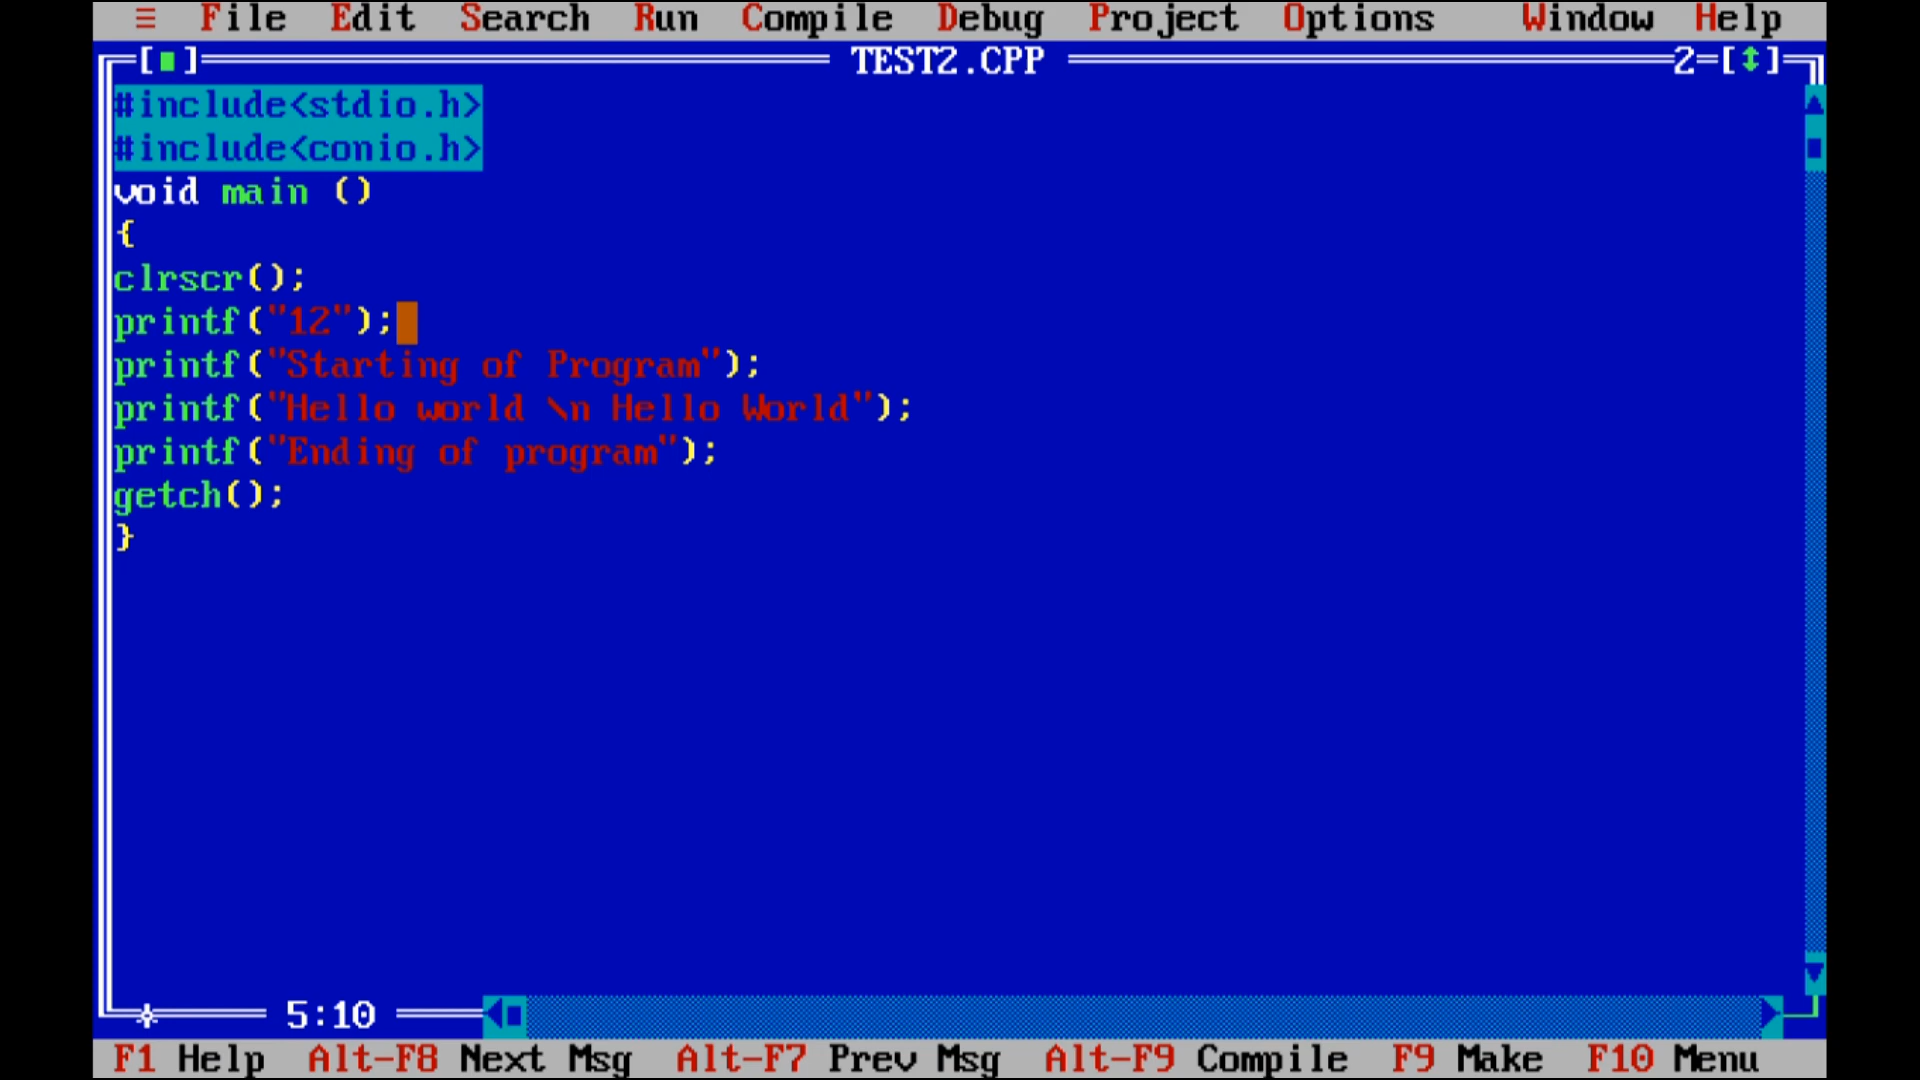 ≡ File Edit Search Run Compile Debug Project Options Window Help
[■] TEST2.CPP 2=[↕]
#include<stdio.h>
#include<conio.h>
void main ()
{
clrscr();
printf("12");
printf("Starting of Program");
printf("Hello world \n Hello World");
printf("Ending of program");
getch();
}
5:10
F1 Help Alt-F8 Next Msg Alt-F7 Prev Msg Alt-F9 Compile F9 Make F10 Menu